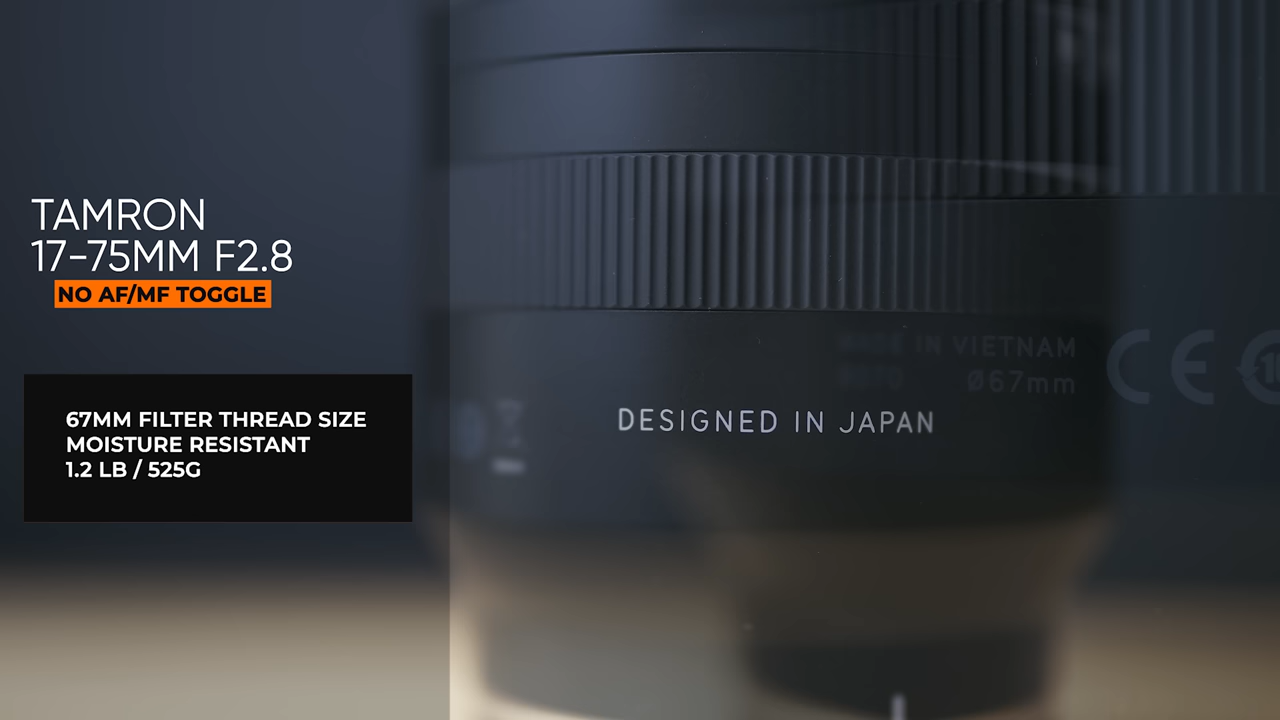 TAMRON
17-75MM F2.8
NO AF/MF TOGGLE
67MM FILTER THREAD SIZE
MOISTURE RESISTANT
1.2 LB / 525G
IN VIETNAM
Ø67mm
DESIGNED IN JAPAN
CE